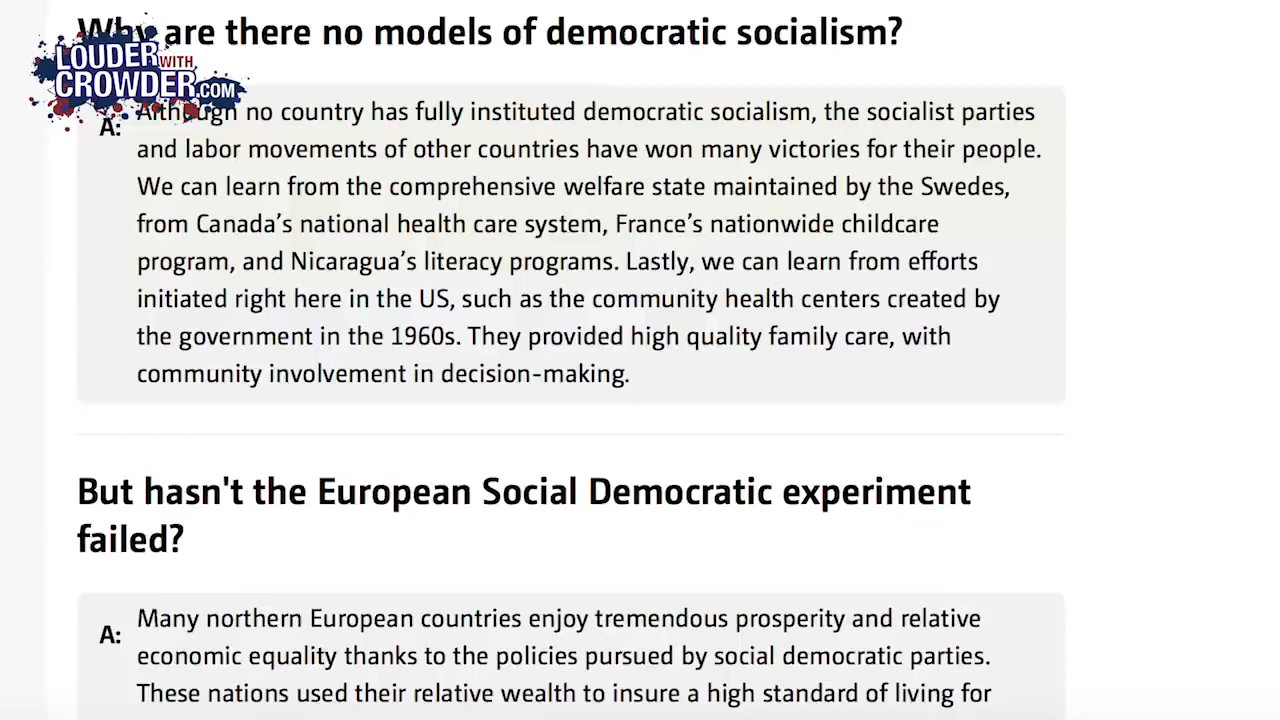 Why are there no models of democratic socialism?
LOUDER WITH
CROWDER.COM
A:
Although no country has fully instituted democratic socialism, the socialist parties
and labor movements of other countries have won many victories for their people.
We can learn from the comprehensive welfare state maintained by the Swedes,
from Canada’s national health care system, France’s nationwide childcare
program, and Nicaragua’s literacy programs. Lastly, we can learn from efforts
initiated right here in the US, such as the community health centers created by
the government in the 1960s. They provided high quality family care, with
community involvement in decision-making.
But hasn't the European Social Democratic experiment
failed?
A:
Many northern European countries enjoy tremendous prosperity and relative
economic equality thanks to the policies pursued by social democratic parties.
These nations used their relative wealth to insure a high standard of living for